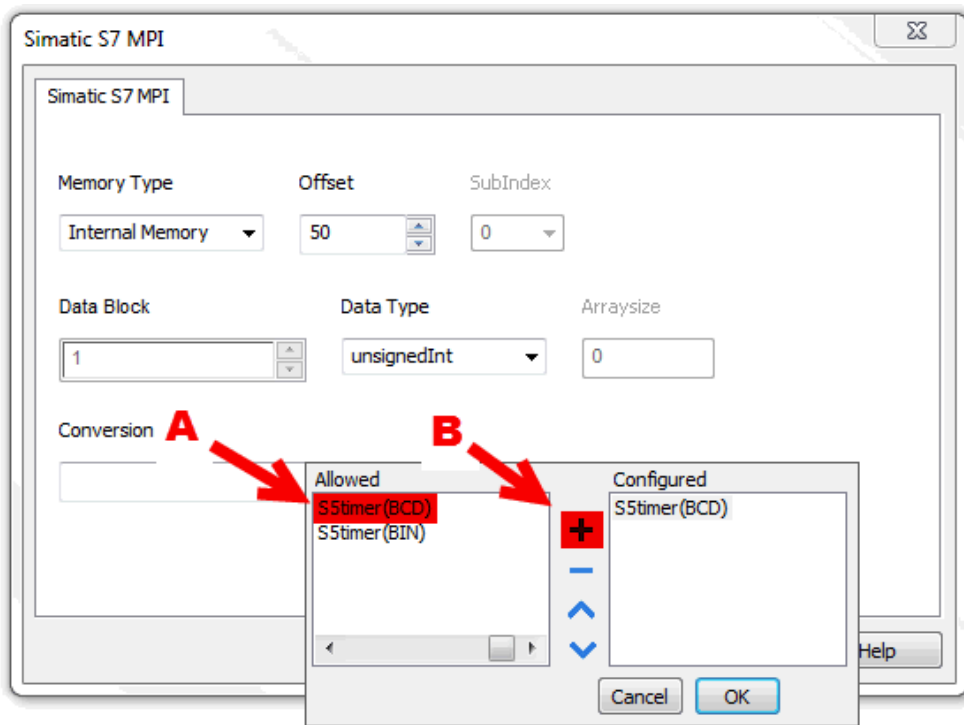 Simatic S7 MPI
Simatic S7 MPI
Memory Type Offset SubIndex
Internal Memory 50 0
Data Block Data Type Arraysize
1 unsignedInt 0
Conversion A B
Allowed Configured
S5timer(BCD) + S5timer(BCD)
S5timer(BIN)
Help
Cancel OK